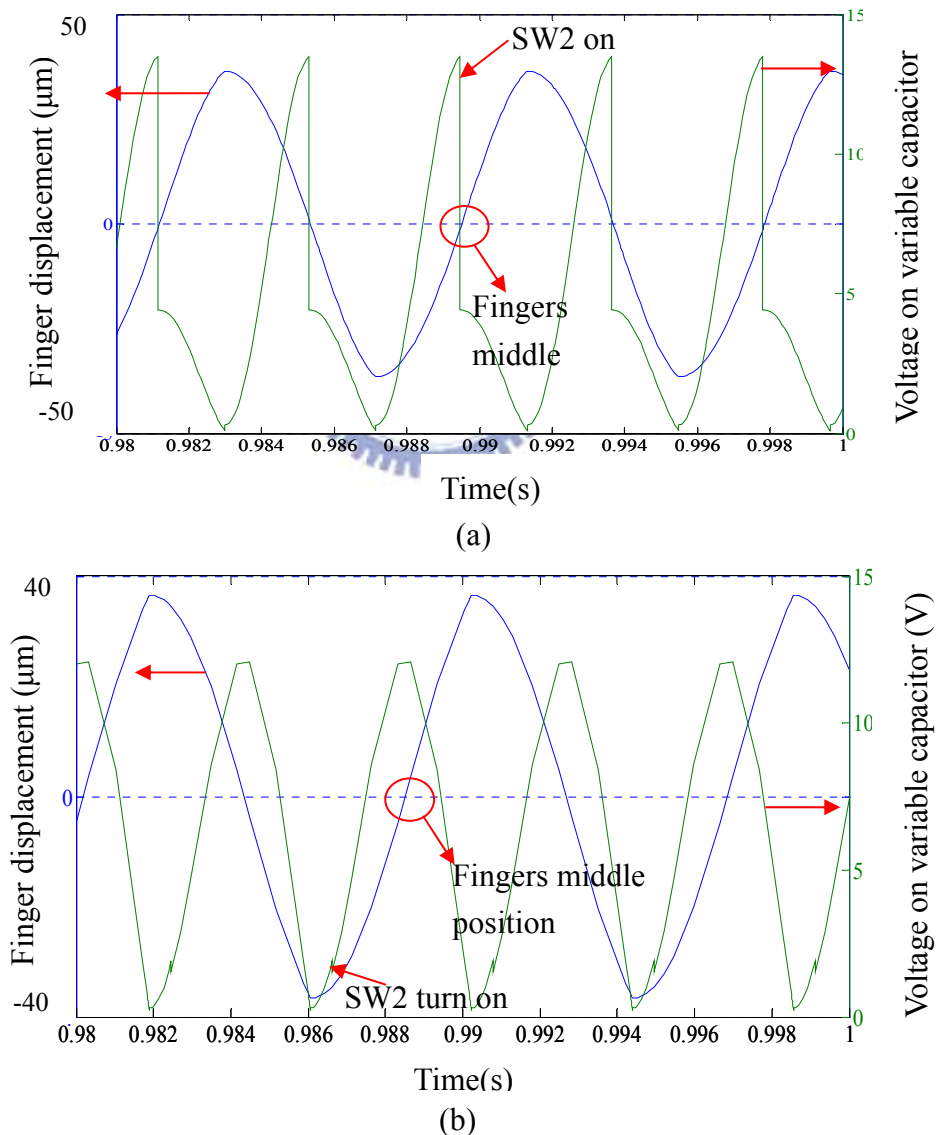 50
15
SW2 on
10
Finger displacement (μm)
0
Voltage on variable capacitor
Fingers
middle
5
-50
0
0.98 0.982 0.984 0.986 0.988 0.99 0.992 0.994 0.996 0.998 1
Time(s)
(a)
40
15
Finger displacement (μm)
10
Voltage on variable capacitor (V)
0
Fingers middle
position
5
SW2 turn on
-40
0
0.98 0.982 0.984 0.986 0.988 0.99 0.992 0.994 0.996 0.998 1
Time(s)
(b)